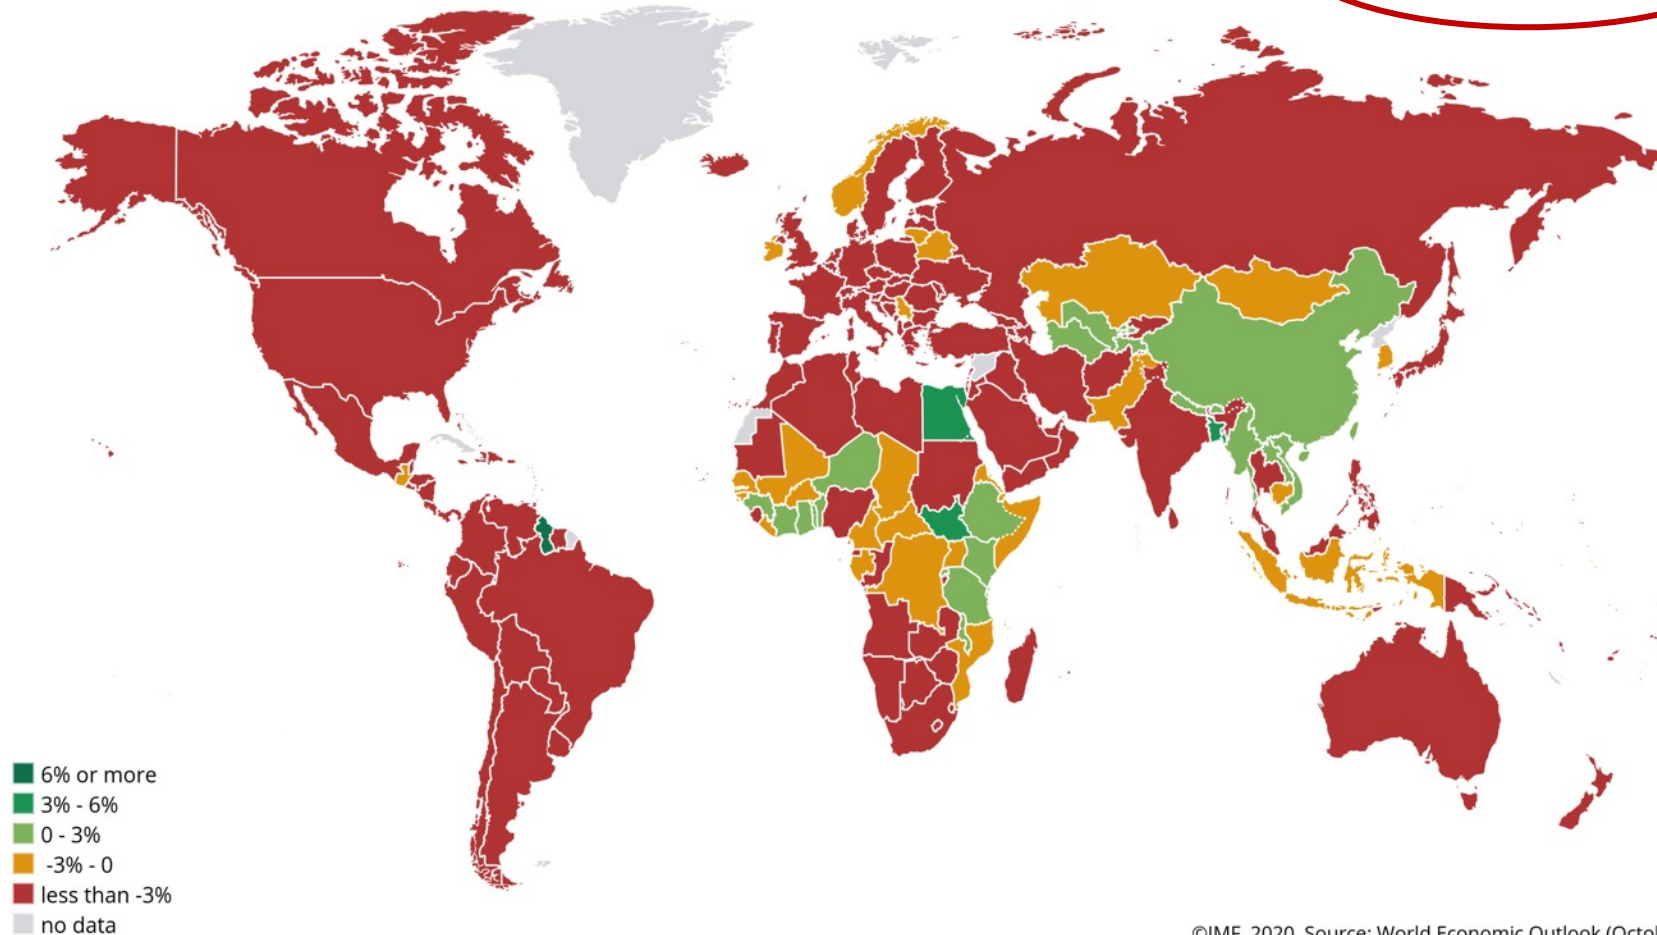 6% or more
3% - 6%
0 - 3%
-3% - 0
less than -3%
no data
©IMF, 2020, Source: World Economic Outlook